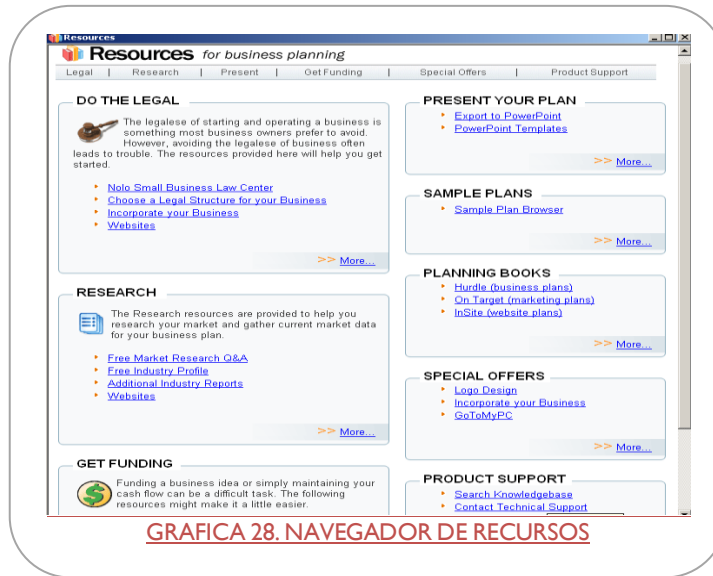 Resources
Resources for business planning
Legal | Research | Present | Get Funding | Special Offers | Product Support
DO THE LEGAL
The legalese of starting and operating a business is
something most business owners prefer to avoid.
However, avoiding the legalese of business often
leads to trouble. The resources provided here will help you get
started.
Nolo Small Business Law Center
Choose a Legal Structure for your Business
Incorporate your Business
Websites
>> More...
RESEARCH
The Research resources are provided to help you
research your market and gather current market data
for your business plan.
Free Market Research Q&A
Free Industry Profile
Additional Industry Reports
Websites
>> More...
GET FUNDING
Funding a business idea or simply maintaining your
cash flow can be a difficult task. The following
resources might make it a little easier.
PRESENT YOUR PLAN
Export to PowerPoint
PowerPoint Templates
>> More...
SAMPLE PLANS
Sample Plan Browser
>> More...
PLANNING BOOKS
Hurdle (business plans)
On Target (marketing plans)
InSite (website plans)
>> More...
SPECIAL OFFERS
Logo Design
Incorporate your Business
GoToMyPC
>> More...
PRODUCT SUPPORT
Search Knowledgebase
Contact Technical Support
GRAFICA 28. NAVEGADOR DE RECURSOS